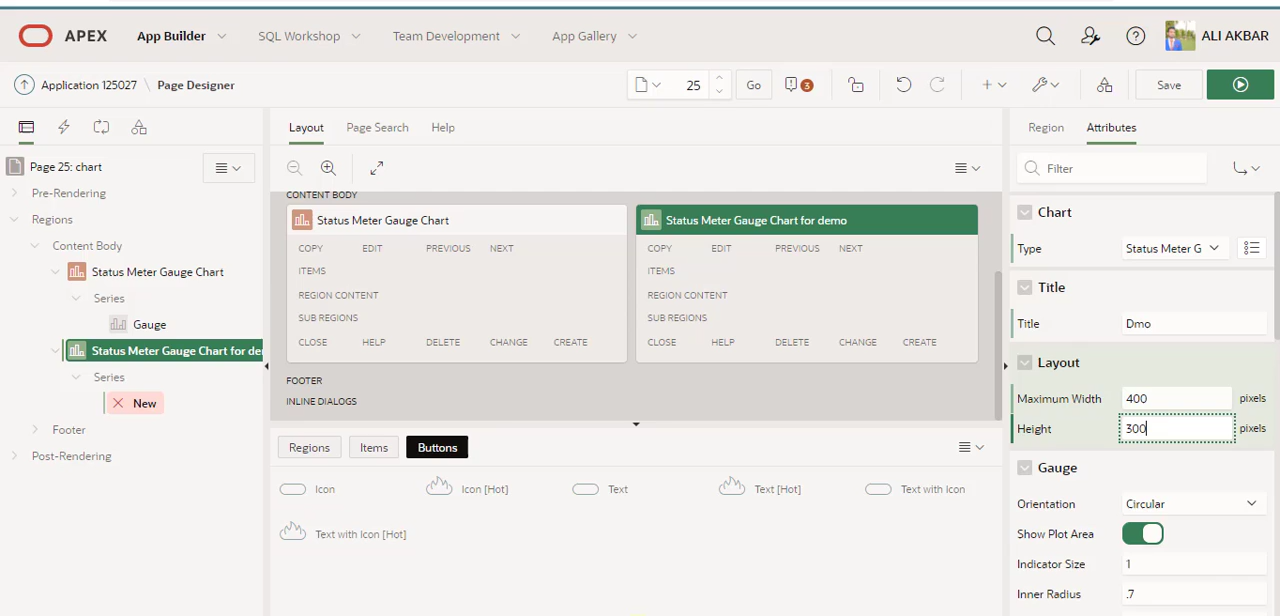 APEX App Builder SQL Workshop Team Development App Gallery ALI AKBAR
Application 125027 \ Page Designer 25 Go 3 Save
Layout Page Search Help
Region Attributes
Page 25: chart
Filter
Pre-Rendering
Regions
Content Body
Status Meter Gauge Chart
Series
Gauge
Status Meter Gauge Chart for de
Series
New
Footer
Post-Rendering
CONTENT BODY
Status Meter Gauge Chart
COPY EDIT PREVIOUS NEXT
ITEMS
REGION CONTENT
SUB REGIONS
CLOSE HELP DELETE CHANGE CREATE
Status Meter Gauge Chart for demo
COPY EDIT PREVIOUS NEXT
ITEMS
REGION CONTENT
SUB REGIONS
CLOSE HELP DELETE CHANGE CREATE
FOOTER
INLINE DIALOGS
Regions Items Buttons
Icon Icon [Hot] Text Text [Hot] Text with Icon
Text with Icon [Hot]
Chart
Type Status Meter G
Title
Title Dmo
Layout
Maximum Width 400 pixels
Height 300 pixels
Gauge
Orientation Circular
Show Plot Area
Indicator Size 1
Inner Radius .7